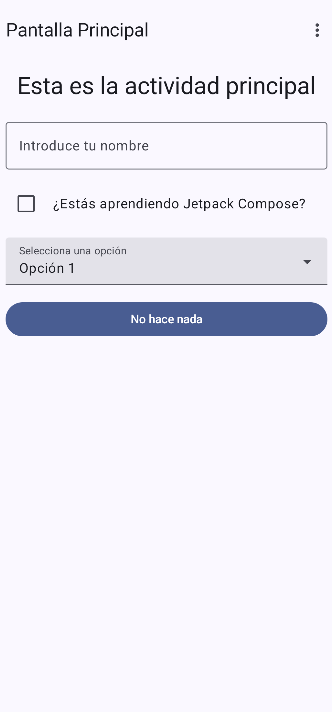 Pantalla Principal
Esta es la actividad principal
Introduce tu nombre
¿Estás aprendiendo Jetpack Compose?
Selecciona una opción
Opción 1
No hace nada